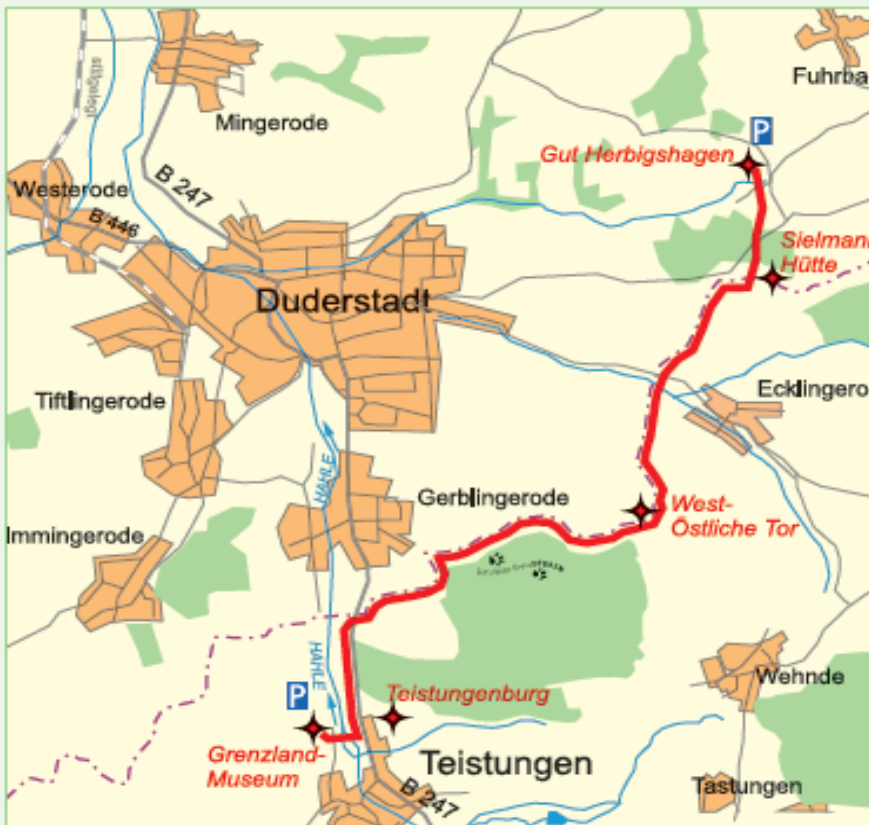 Fuhrba
stillgelegt
Mingerode
P
Gut Herbigshagen
Westerode
B 247
B 446
Sielmann
Hütte
Duderstadt
Tiftlingerode
Ecklingero
HAHLE
Gerblingerode
West-
Östliche Tor
Immingerode
HAHLE
Wehnde
P
Teistungenburg
Grenzland-
Museum
Teistungen
Tastungen
B 247